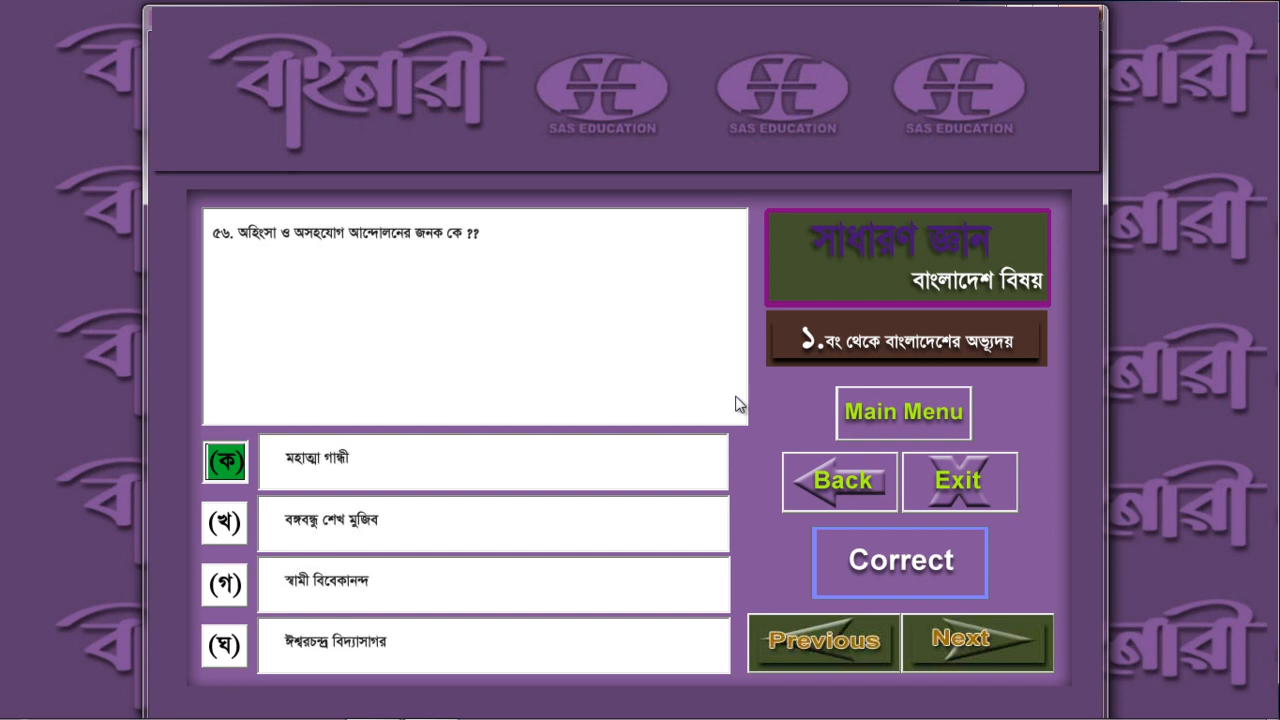 বাহনারী
SAS EDUCATION
SAS EDUCATION
SAS EDUCATION
৫৬. অহিংসা ও অসহযোগ আন্দোলনের জনক কে ??
সাধারণ জ্ঞান
বাংলাদেশ বিষয়
১.বং থেকে বাংলাদেশের অভ্যূদয়
Main Menu
(ক) মহাত্মা গান্ধী
Back Exit
(খ) বঙ্গবন্ধু শেখ মুজিব
Correct
(গ) স্বামী বিবেকানন্দ
(ঘ) ঈশ্বরচন্দ্র বিদ্যাসাগর
Previous Next